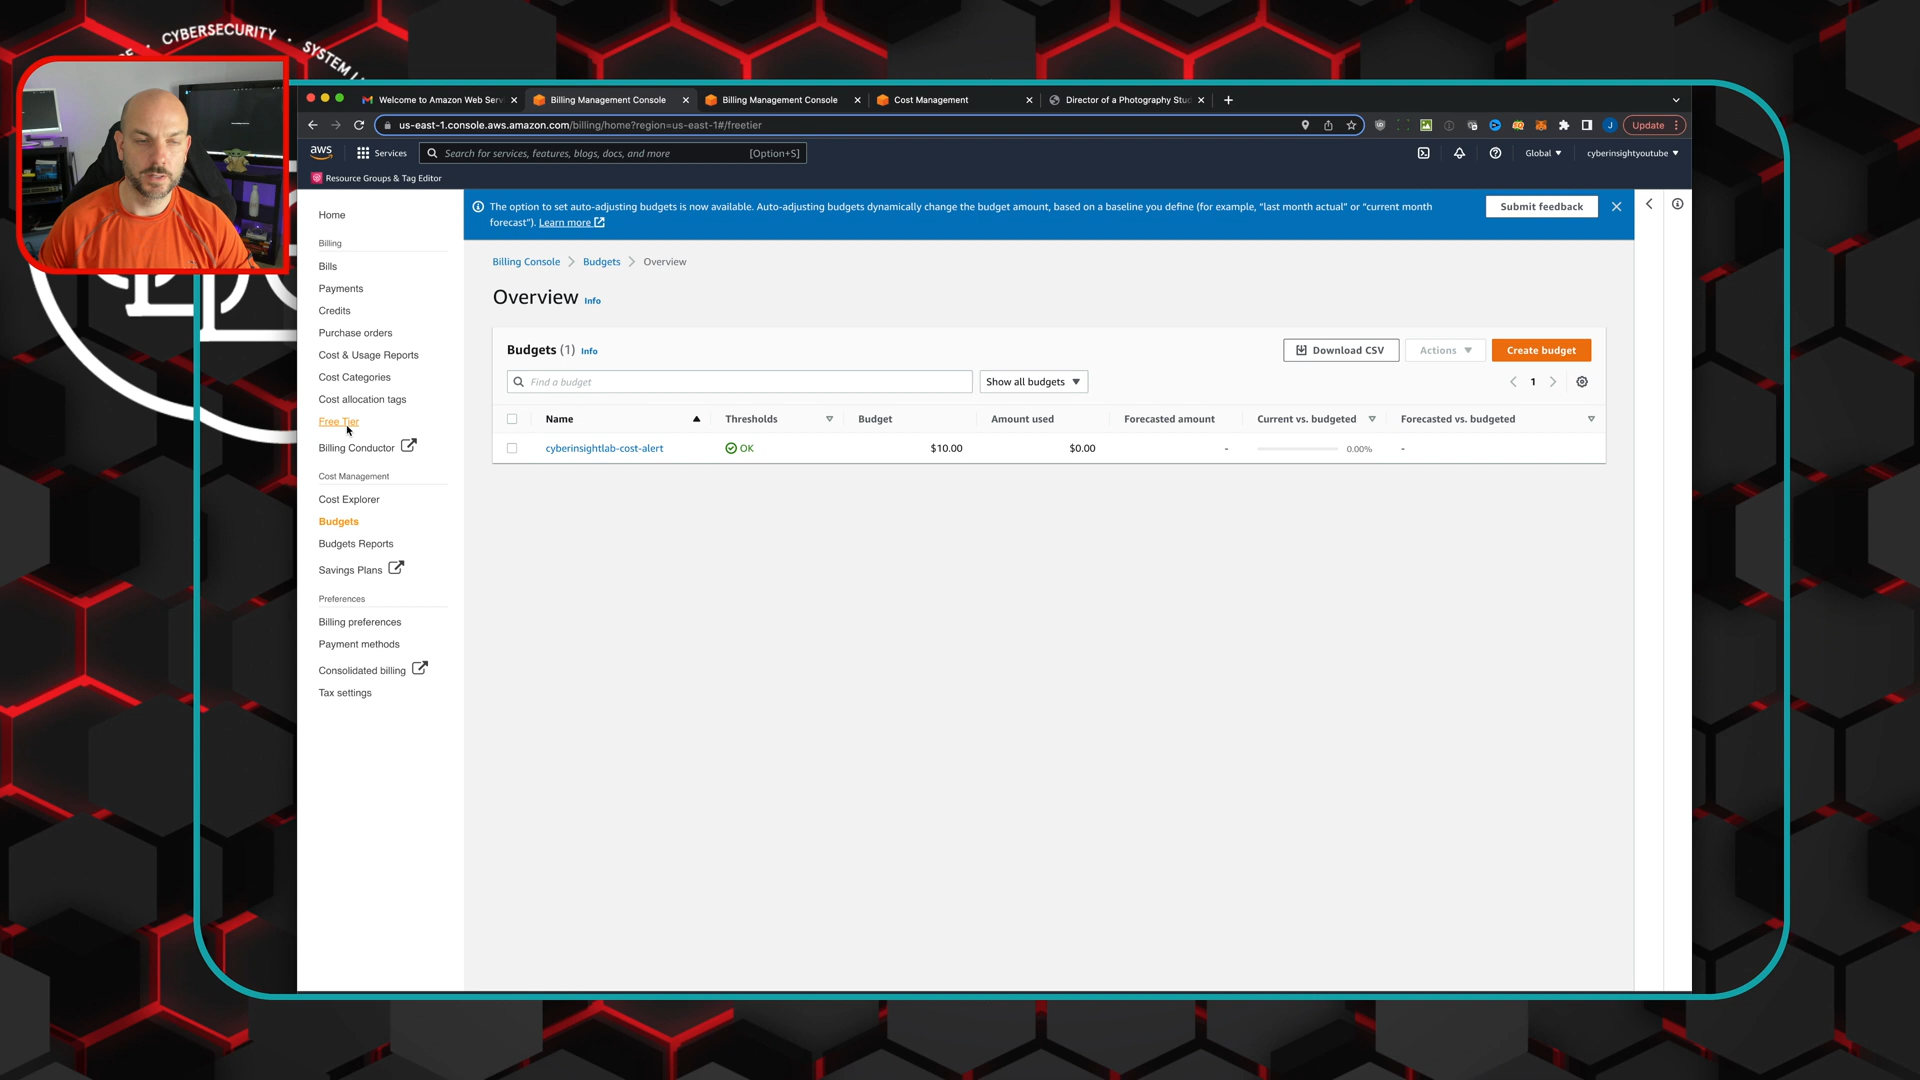 · CYBERSECURITY · SYSTEM
Welcome to Amazon Web Serv
Billing Management Console
Billing Management Console
Cost Management
Director of a Photography Stud
us-east-1.console.aws.amazon.com/billing/home?region=us-east-1#/freetier
J
Update
aws
Services
Search for services, features, blogs, docs, and more
[Option+S]
Global
cyberinsightyoutube
Resource Groups & Tag Editor
Home
Billing
Bills
Payments
Credits
Purchase orders
Cost & Usage Reports
Cost Categories
Cost allocation tags
Free Tier
Billing Conductor
Cost Management
Cost Explorer
Budgets
Budgets Reports
Savings Plans
Preferences
Billing preferences
Payment methods
Consolidated billing
Tax settings
The option to set auto-adjusting budgets is now available. Auto-adjusting budgets dynamically change the budget amount, based on a baseline you define (for example, "last month actual" or "current month
forecast"). Learn more
Submit feedback
Billing Console > Budgets > Overview
Overview Info
Budgets (1) Info
Download CSV
Actions
Create budget
Find a budget
Show all budgets
1
Name Thresholds Budget Amount used Forecasted amount Current vs. budgeted Forecasted vs. budgeted
cyberinsightlab-cost-alert OK $10.00 $0.00 - 0.00% -